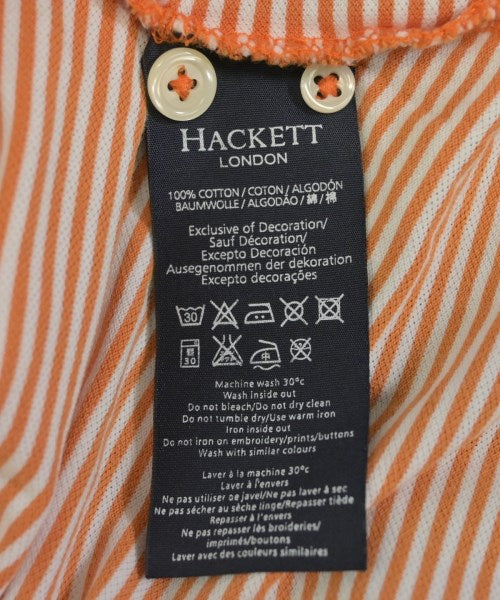 HACKETT
LONDON
100% COTTON/COTON/ALGODÓN
BAUMWOLLE/ALGODÃO/綿/棉
Exclusive of Decoration/
Sauf Décoration/
Excepto Decoración
Ausegenommen der dekoration
Excepto decorações
30
30
Machine wash 30ºc
Wash inside out
Do not bleach/Do not dry clean
Do not tumble dry/Use warm iron
Iron inside out
Do not iron on embroidery/prints/buttons
Wash with similar colours
Laver à la machine 30ºc
Laver à l'envers
Ne pas utiliser de javel/Ne pas laver à sec
Ne pas sécher au sèche linge/Repasser tiède
Repasser à l'envers
Ne pas repasser les broideries/
imprimés/boutons
Laver avec des couleurs similaires